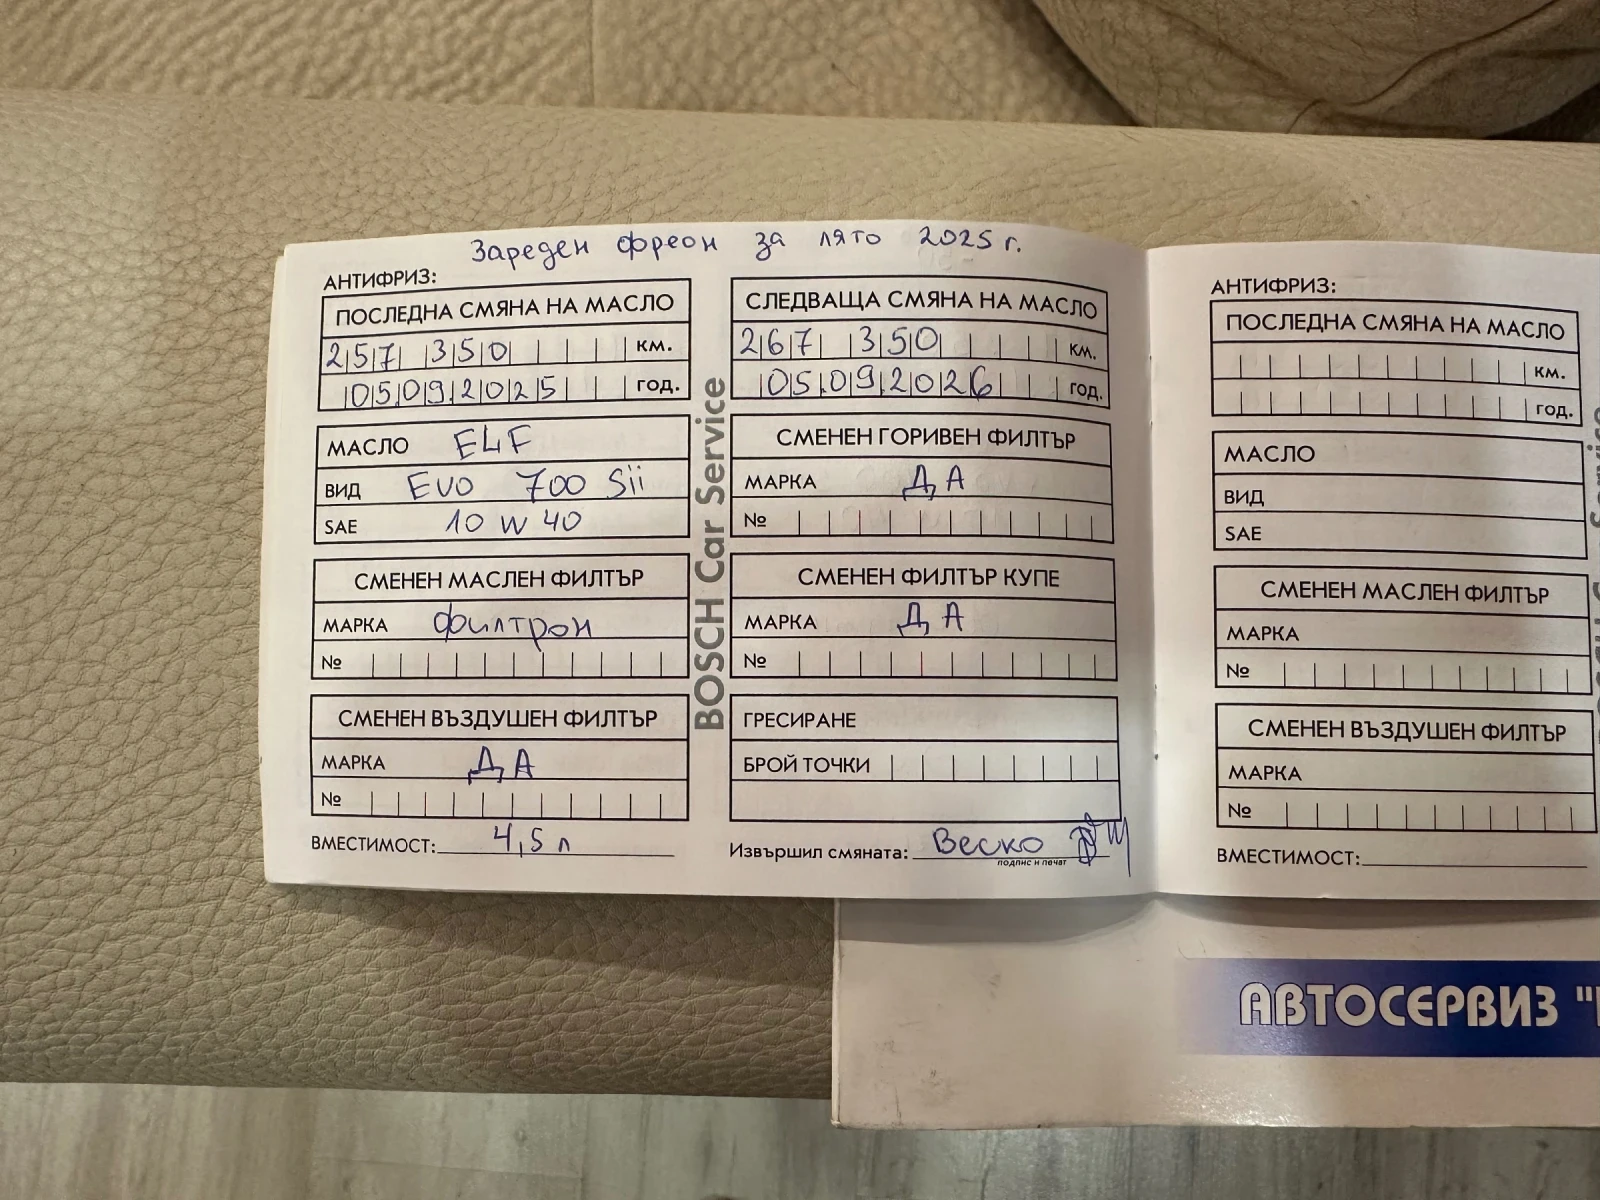 Зареден фреон за лято 2025 г.
АНТИФРИЗ:
ПОСЛЕДНА СМЯНА НА МАСЛО
257 350 КМ.
05.09.2025 ГОД.
МАСЛО ELF
ВИД EVO 700 Sii
SAE 10 W 40
СМЕНЕН МАСЛЕН ФИЛТЪР
МАРКА филтрон
№
СМЕНЕН ВЪЗДУШЕН ФИЛТЪР
МАРКА ДА
№
ВМЕСТИМОСТ: 4,5 л
BOSCH Car Service
СЛЕДВАЩА СМЯНА НА МАСЛО
267 350 КМ.
05.09.2026 ГОД.
СМЕНЕН ГОРИВЕН ФИЛТЪР
МАРКА ДА
№
СМЕНЕН ФИЛТЪР КУПЕ
МАРКА ДА
№
ГРЕСИРАНЕ
БРОЙ ТОЧКИ
Извършил смяната: Веско
подпис и печат
АНТИФРИЗ:
ПОСЛЕДНА СМЯНА НА МАСЛО
КМ.
ГОД.
МАСЛО
ВИД
SAE
СМЕНЕН МАСЛЕН ФИЛТЪР
МАРКА
№
СМЕНЕН ВЪЗДУШЕН ФИЛТЪР
МАРКА
№
ВМЕСТИМОСТ:
АВТОСЕРВИЗ "